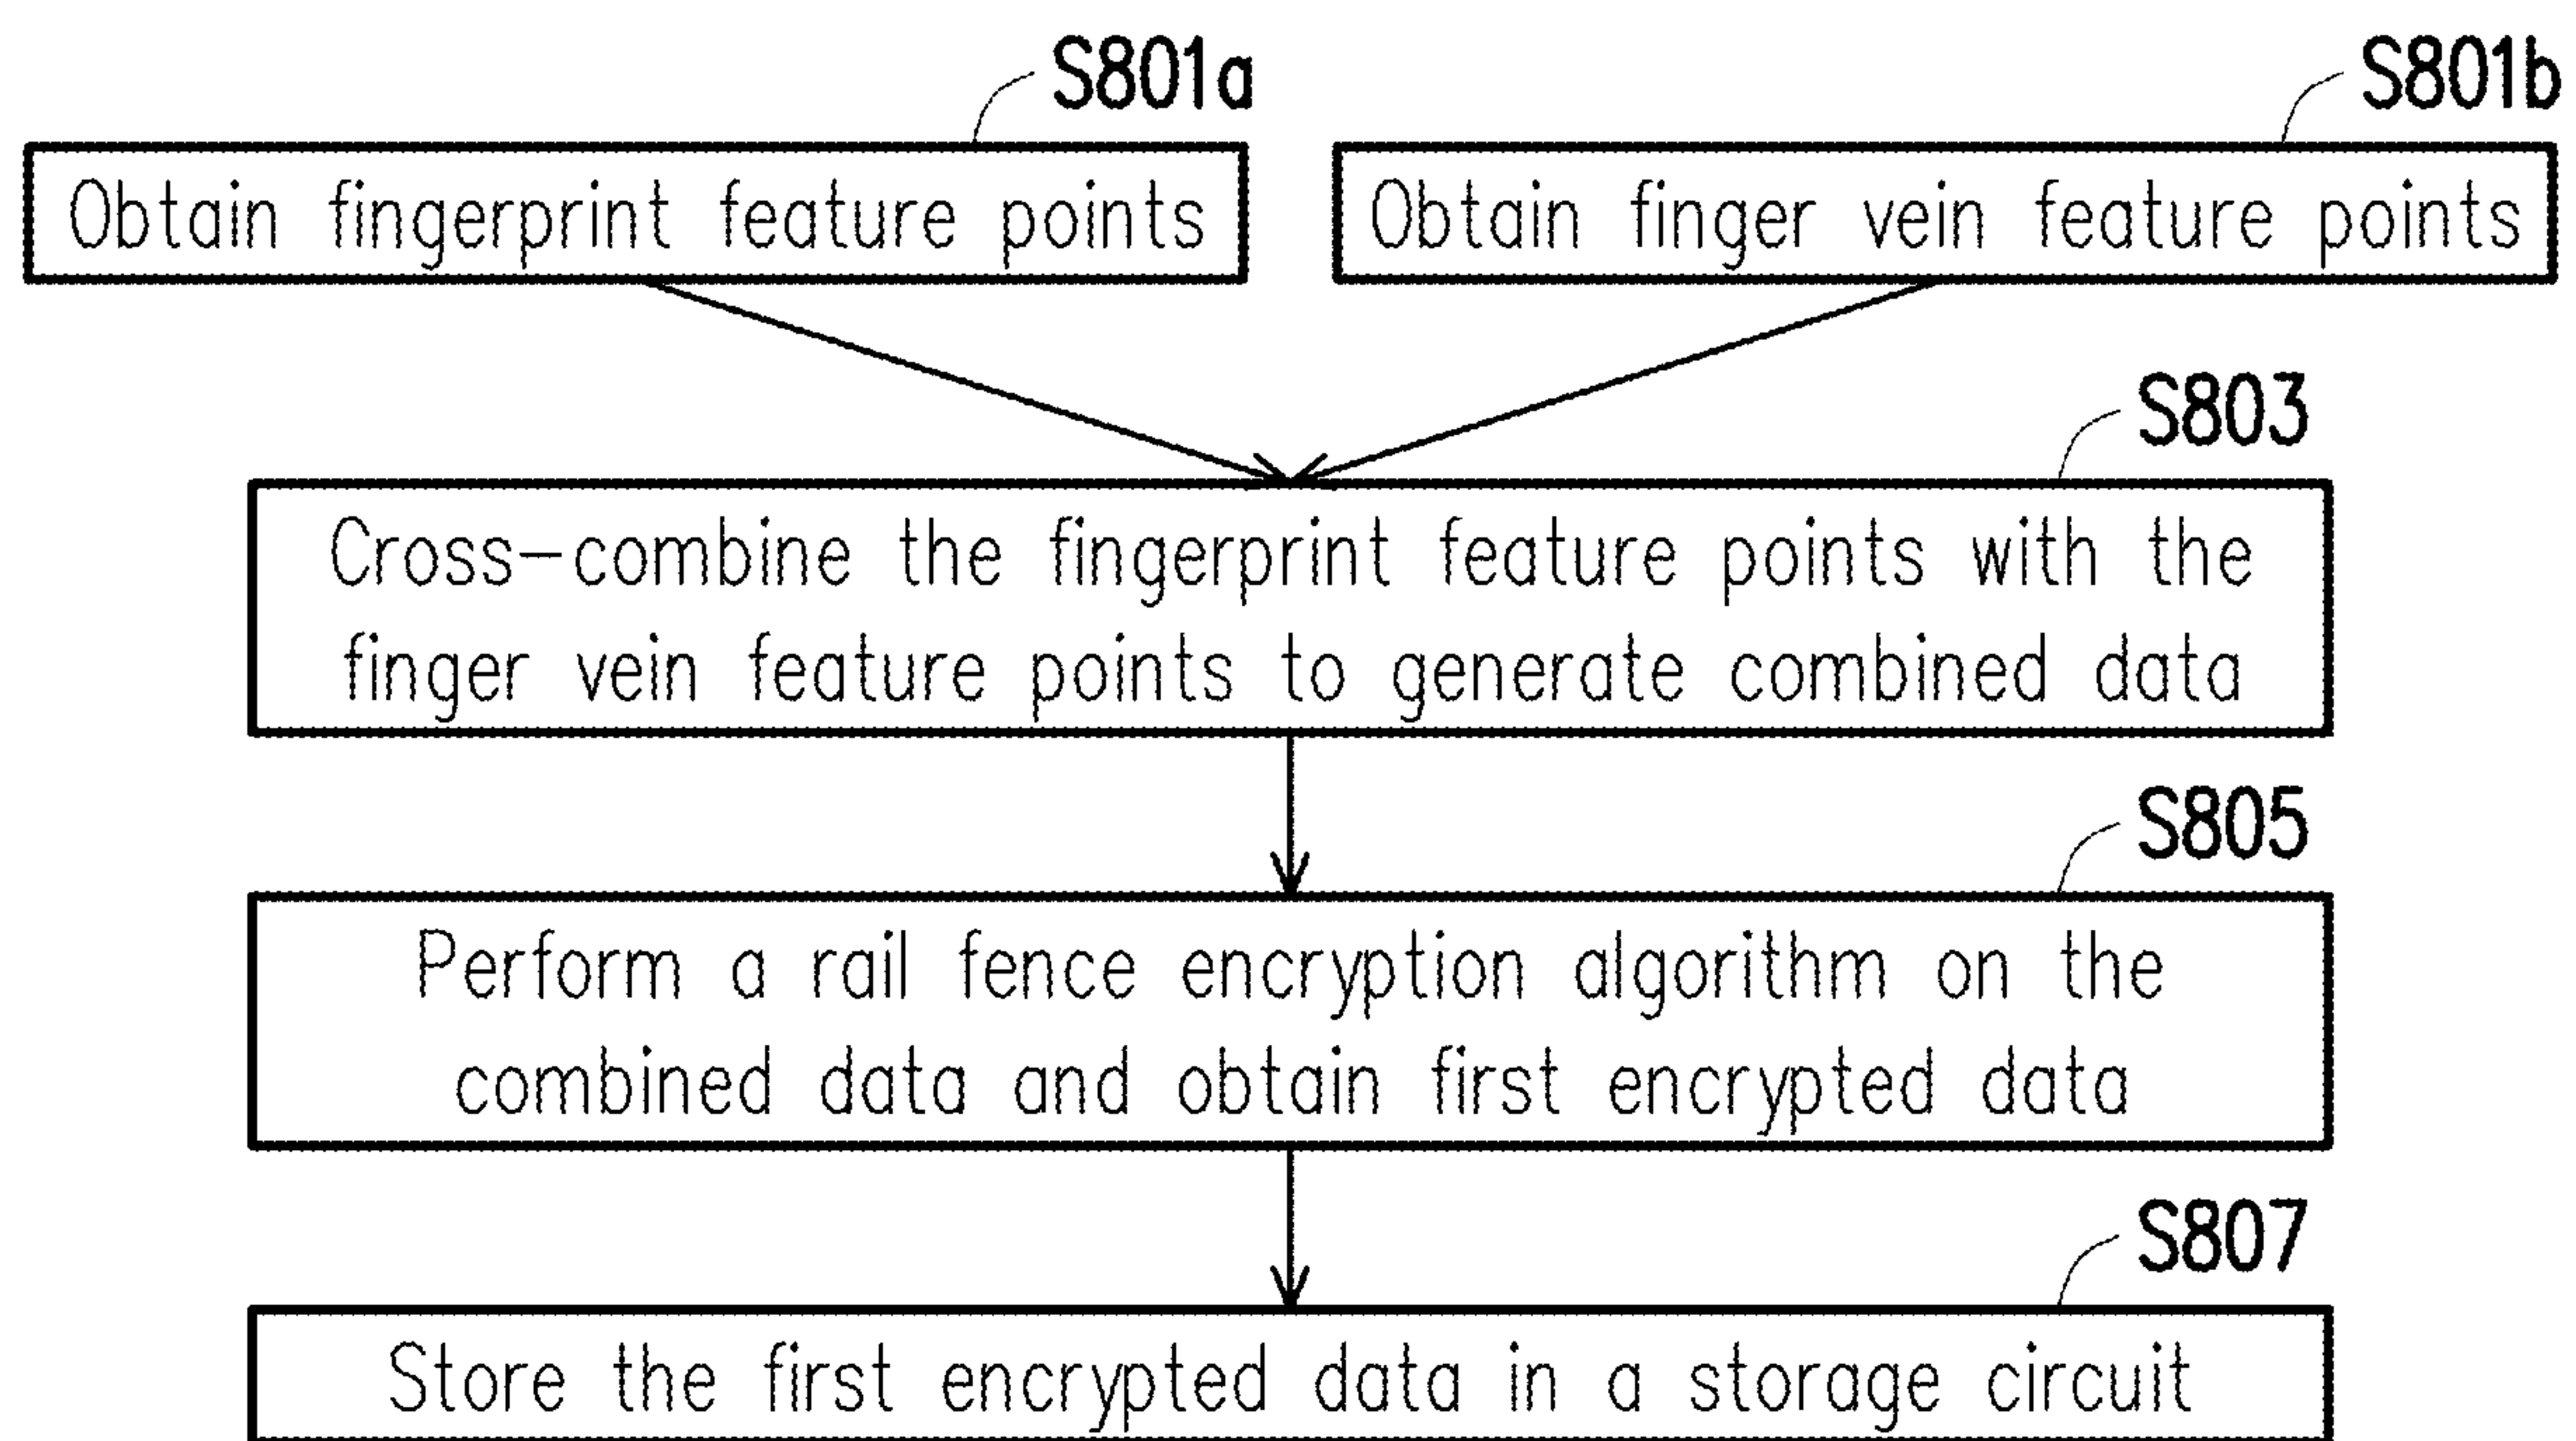 S801a
S801b
Obtain fingerprint feature points
Obtain finger vein feature points
S803
Cross-combine the fingerprint feature points with the
finger vein feature points to generate combined data
S805
Perform a rail fence encryption algorithm on the
combined data and obtain first encrypted data
S807
Store the first encrypted data in a storage circuit